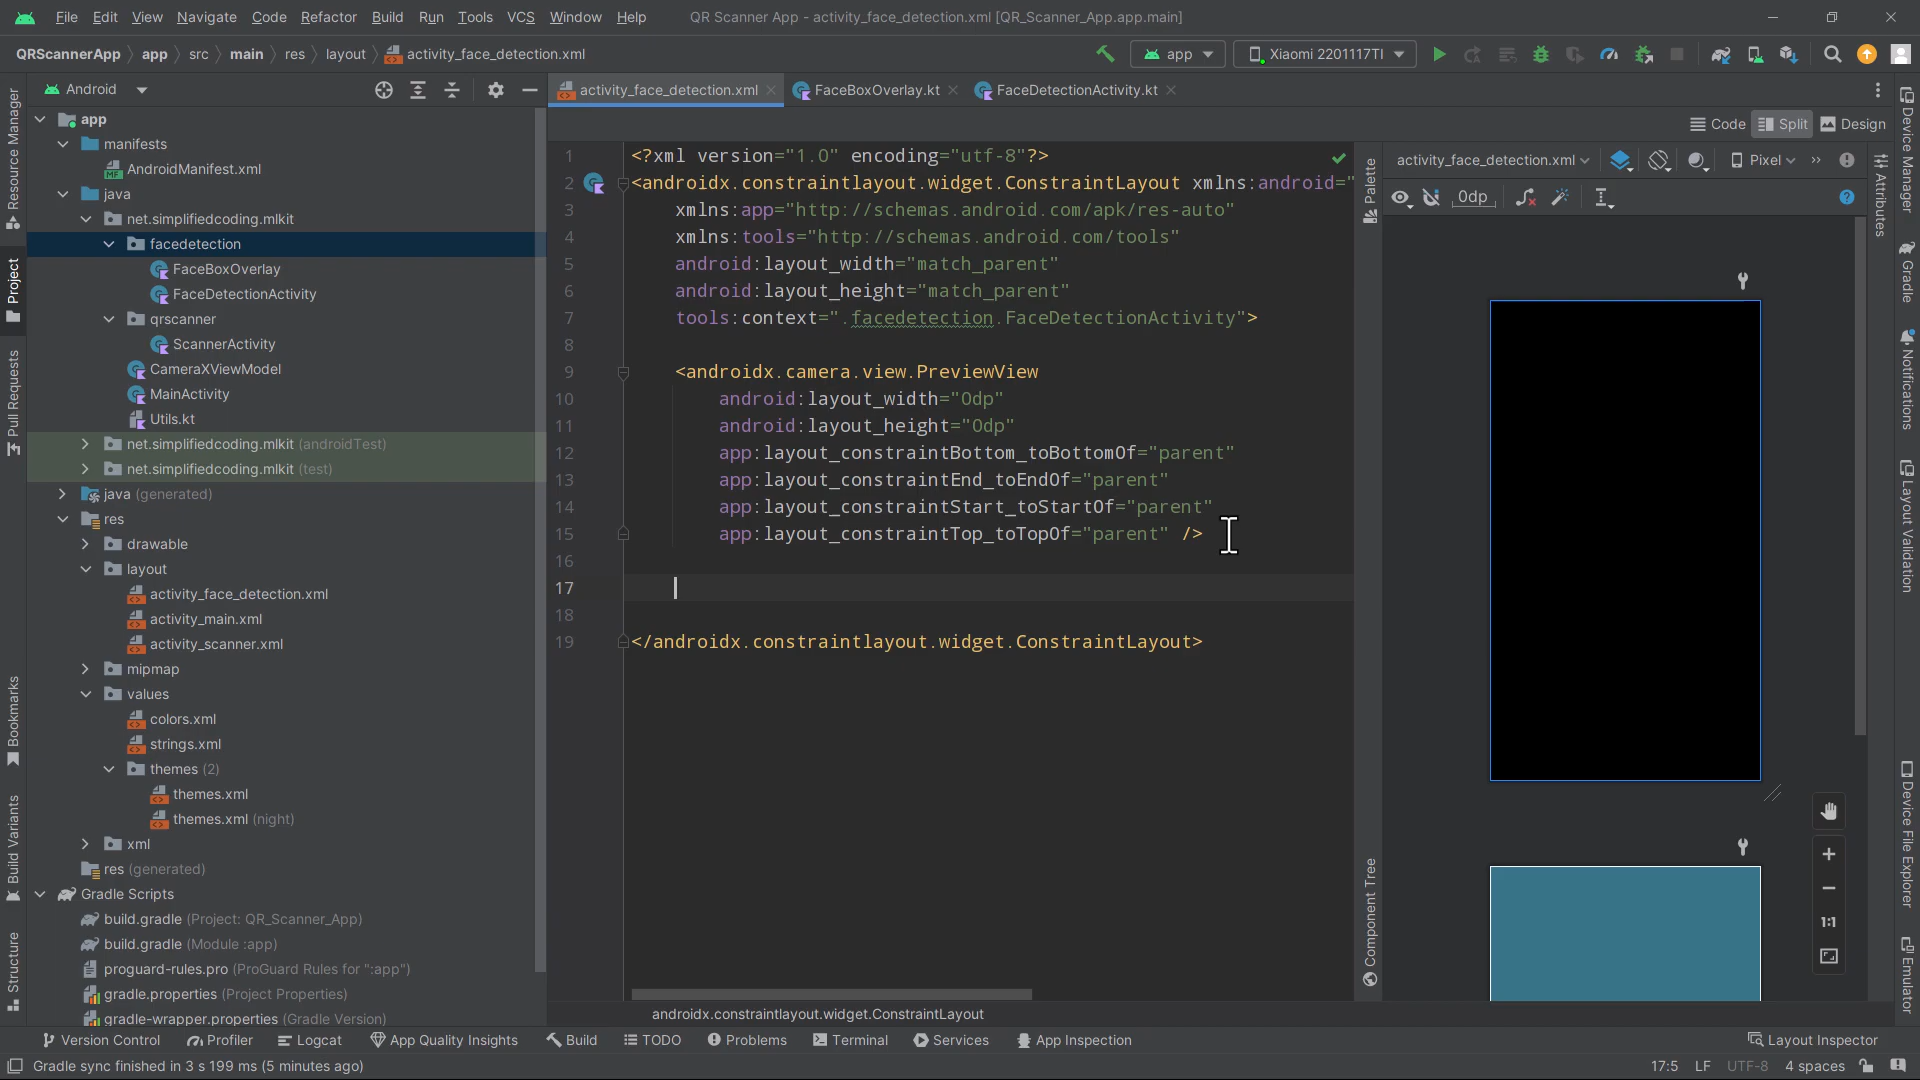 File Edit View Navigate Code Refactor Build Run Tools VCS Window Help QR Scanner App - activity_face_detection.xml [QR_Scanner_App.app.main]
QRScannerApp app src main res layout activity_face_detection.xml app Xiaomi 2201117TI
Android
activity_face_detection.xml FaceBoxOverlay.kt FaceDetectionActivity.kt
Code Split Design
activity_face_detection.xml Pixel
0dp
Resource Manager
Project
Pull Requests
Bookmarks
Build Variants
Structure
app
manifests
AndroidManifest.xml
java
net.simplifiedcoding.mlkit
facedetection
FaceBoxOverlay
FaceDetectionActivity
qrscanner
ScannerActivity
CameraXViewModel
MainActivity
Utils.kt
net.simplifiedcoding.mlkit (androidTest)
net.simplifiedcoding.mlkit (test)
java (generated)
res
drawable
layout
activity_face_detection.xml
activity_main.xml
activity_scanner.xml
mipmap
values
colors.xml
strings.xml
themes (2)
themes.xml
themes.xml (night)
xml
res (generated)
Gradle Scripts
build.gradle (Project: QR_Scanner_App)
build.gradle (Module :app)
proguard-rules.pro (ProGuard Rules for ":app")
gradle.properties (Project Properties)
gradle-wrapper.properties (Gradle Version)
1 <?xml version="1.0" encoding="utf-8"?>
2 <androidx.constraintlayout.widget.ConstraintLayout xmlns:android="
3 xmlns:app="http://schemas.android.com/apk/res-auto"
4 xmlns:tools="http://schemas.android.com/tools"
5 android:layout_width="match_parent"
6 android:layout_height="match_parent"
7 tools:context=".facedetection.FaceDetectionActivity">
8
9 <androidx.camera.view.PreviewView
10 android:layout_width="0dp"
11 android:layout_height="0dp"
12 app:layout_constraintBottom_toBottomOf="parent"
13 app:layout_constraintEnd_toEndOf="parent"
14 app:layout_constraintStart_toStartOf="parent"
15 app:layout_constraintTop_toTopOf="parent" />
16
17
18
19 </androidx.constraintlayout.widget.ConstraintLayout>
androidx.constraintlayout.widget.ConstraintLayout
Palette
Component Tree
Attributes
1:1
Device Manager
Gradle
Notifications
Layout Validation
Device File Explorer
Emulator
Version Control Profiler Logcat App Quality Insights Build TODO Problems Terminal Services App Inspection Layout Inspector
Gradle sync finished in 3 s 199 ms (5 minutes ago) 17:5 LF UTF-8 4 spaces